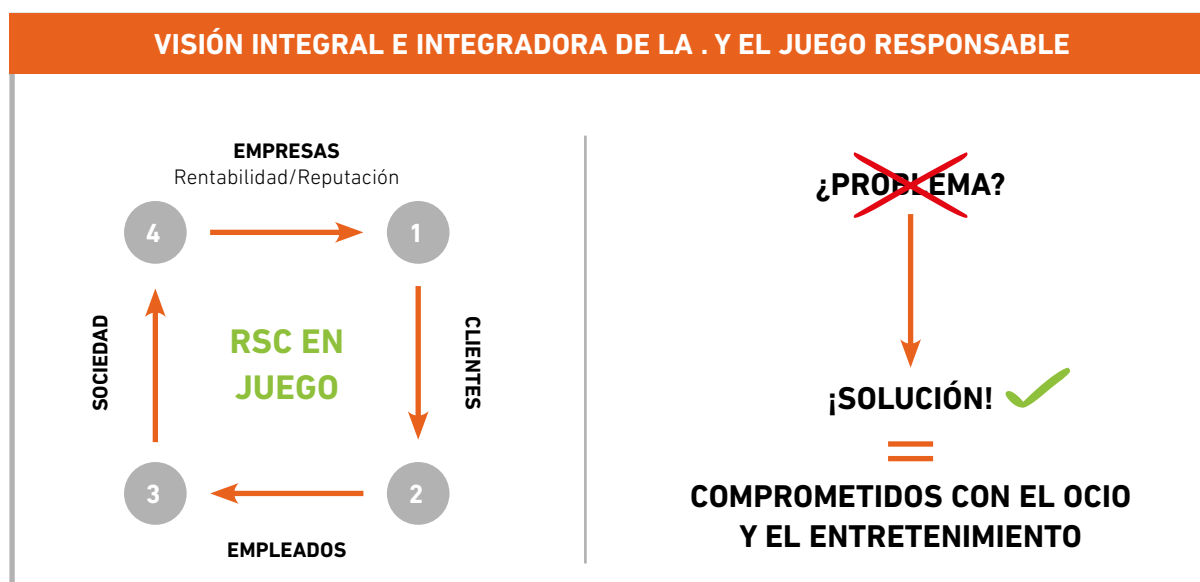 VISIÓN INTEGRAL E INTEGRADORA DE LA . Y EL JUEGO RESPONSABLE
EMPRESAS
Rentabilidad/Reputación
4
1
SOCIEDAD
RSC EN
JUEGO
CLIENTES
3
2
EMPLEADOS
¿PROBLEMA?
¡SOLUCIÓN!
=
COMPROMETIDOS CON EL OCIO
Y EL ENTRETENIMIENTO